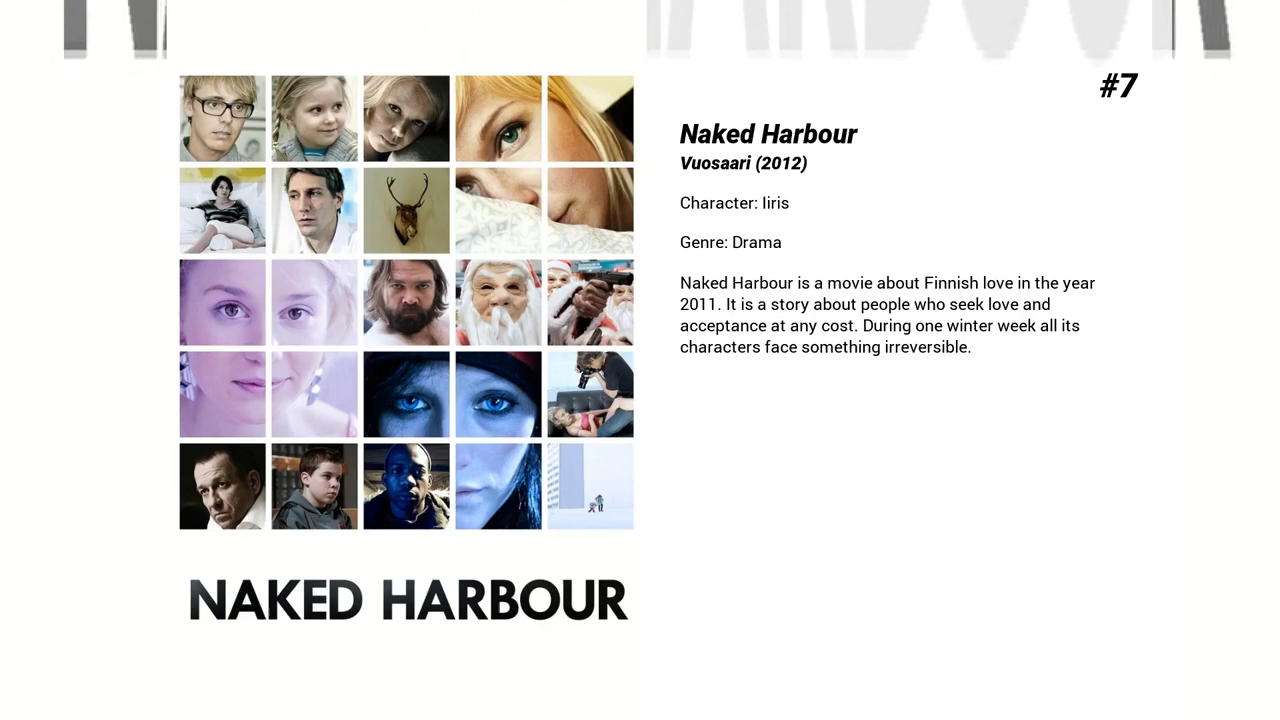 #7
Naked Harbour
Vuosaari (2012)
Character: Iiris
Genre: Drama
Naked Harbour is a movie about Finnish love in the year
2011. It is a story about people who seek love and
acceptance at any cost. During one winter week all its
characters face something irreversible.
NAKED HARBOUR